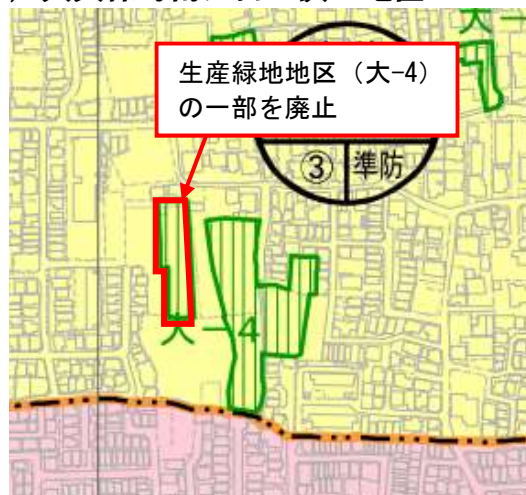 大-
生産緑地地区（大-4）
の一部を廃止
③ 準防
大-4